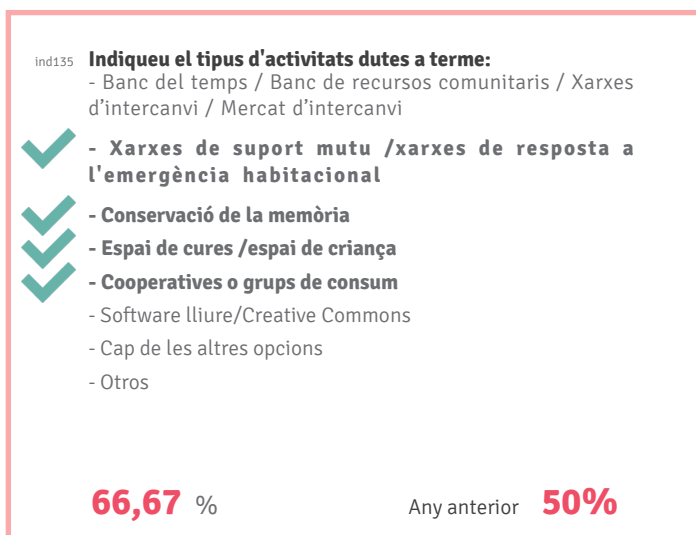 ind135 Indiqueu el tipus d'activitats dutes a terme:
- Banc del temps / Banc de recursos comunitaris / Xarxes
d’intercanvi / Mercat d’intercanvi
- Xarxes de suport mutu /xarxes de resposta a
l'emergència habitacional
- Conservació de la memòria
- Espai de cures /espai de criança
- Cooperatives o grups de consum
- Software lliure/Creative Commons
- Cap de les altres opcions
- Otros
66,67 % Any anterior 50%